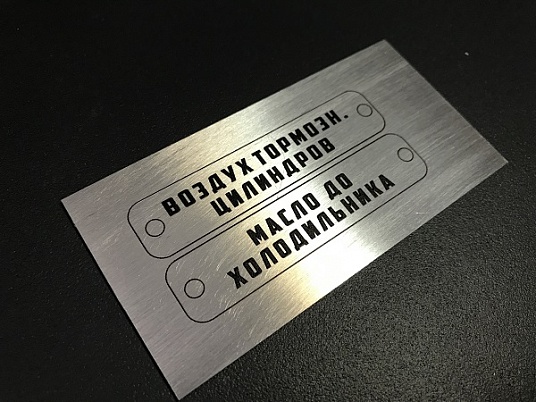 ВОЗДУХ ТОРМОЗН.
ЦИЛИНДРОВ
МАСЛО ДО
ХОЛОДИЛЬНИКА